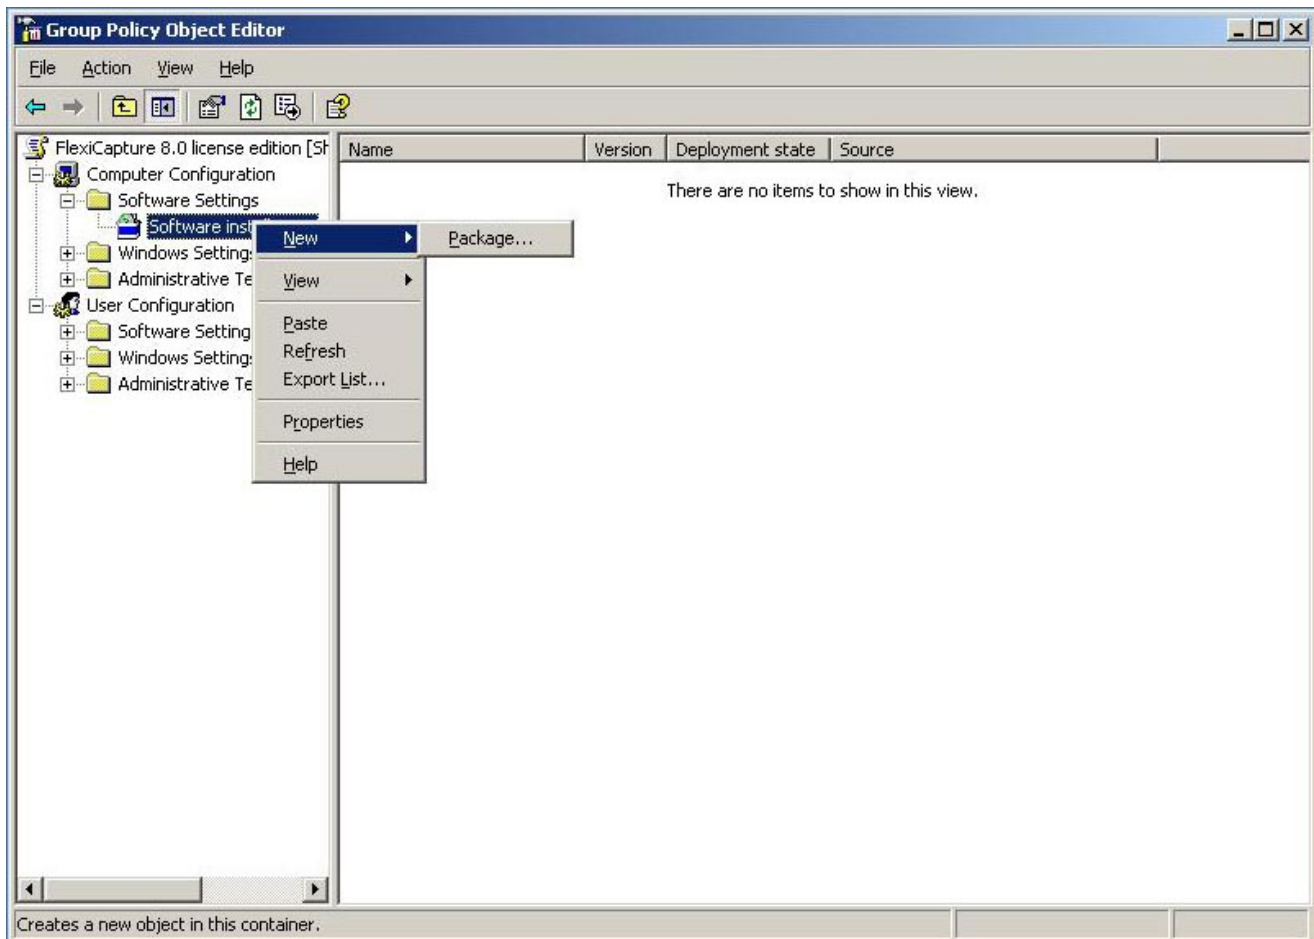 Group Policy Object Editor
File Action View Help
FlexiCapture 8.0 license edition [Sh
Name Version Deployment state Source
Computer Configuration
There are no items to show in this view.
Software Settings
Software inst
New Package...
Windows Setting
Administrative Te
View
User Configuration
Software Setting
Paste
Windows Setting
Refresh
Administrative Te
Export List...
Properties
Help
Creates a new object in this container.